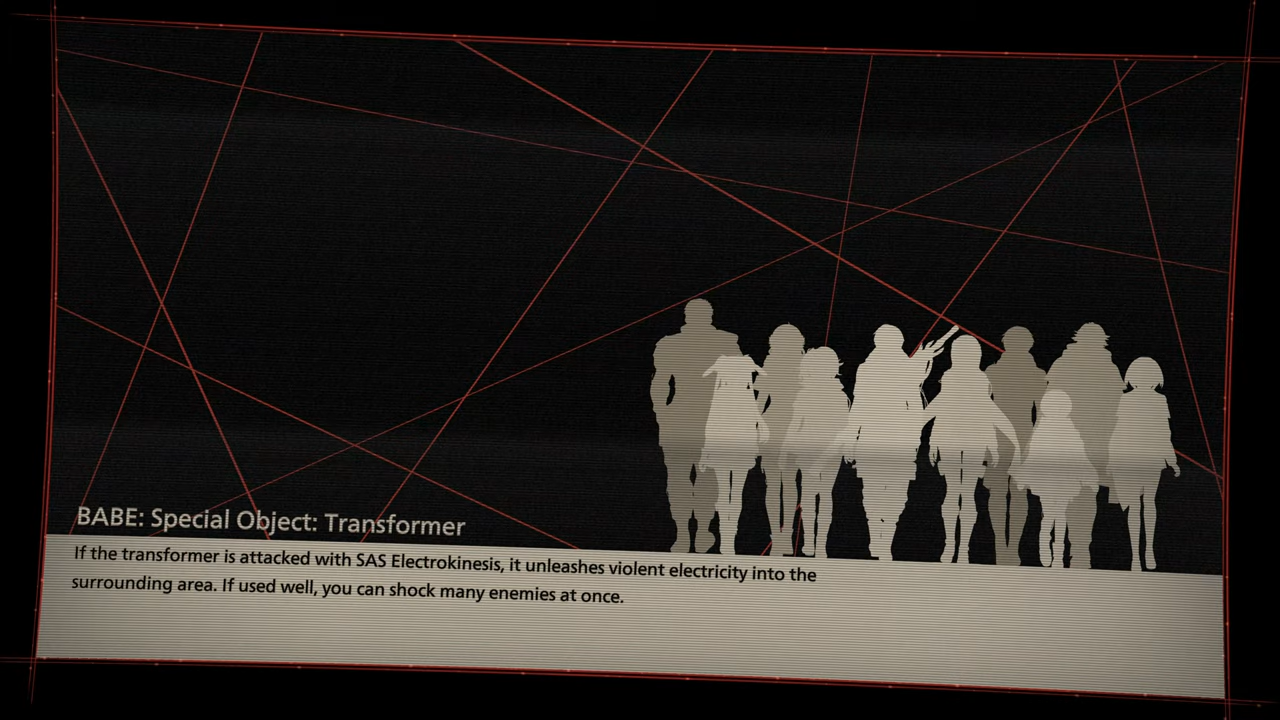 BABE: Special Object: Transformer
If the transformer is attacked with SAS Electrokinesis, it unleashes violent electricity into the
surrounding area. If used well, you can shock many enemies at once.